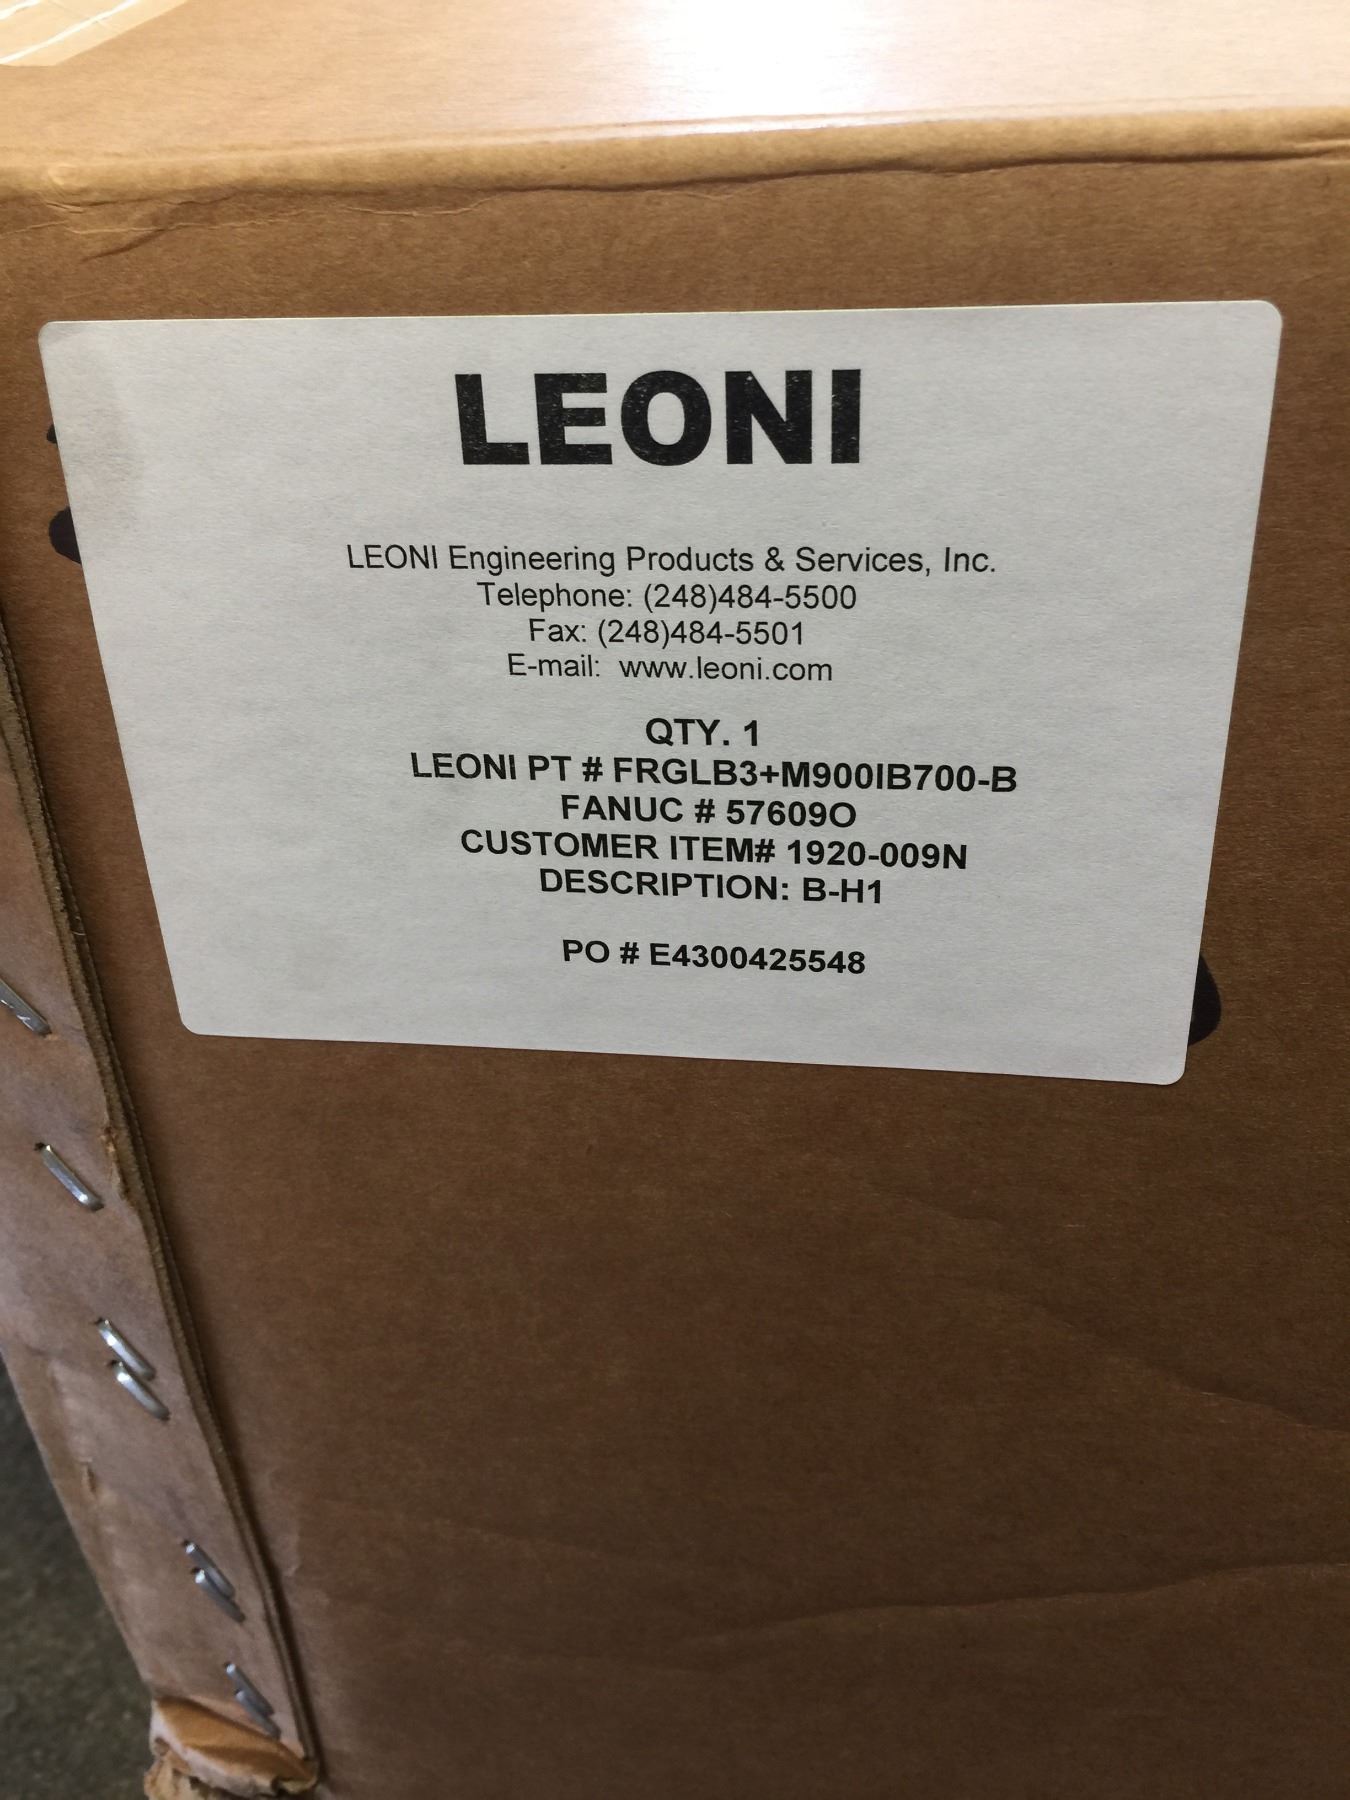 LEONI
LEONI Engineering Products & Services, Inc.
Telephone: (248)484-5500
Fax: (248)484-5501
E-mail: www.leoni.com
QTY. 1
LEONI PT # FRGLB3+M900IB700-B
FANUC # 57609O
CUSTOMER ITEM# 1920-009N
DESCRIPTION: B-H1
PO # E4300425548